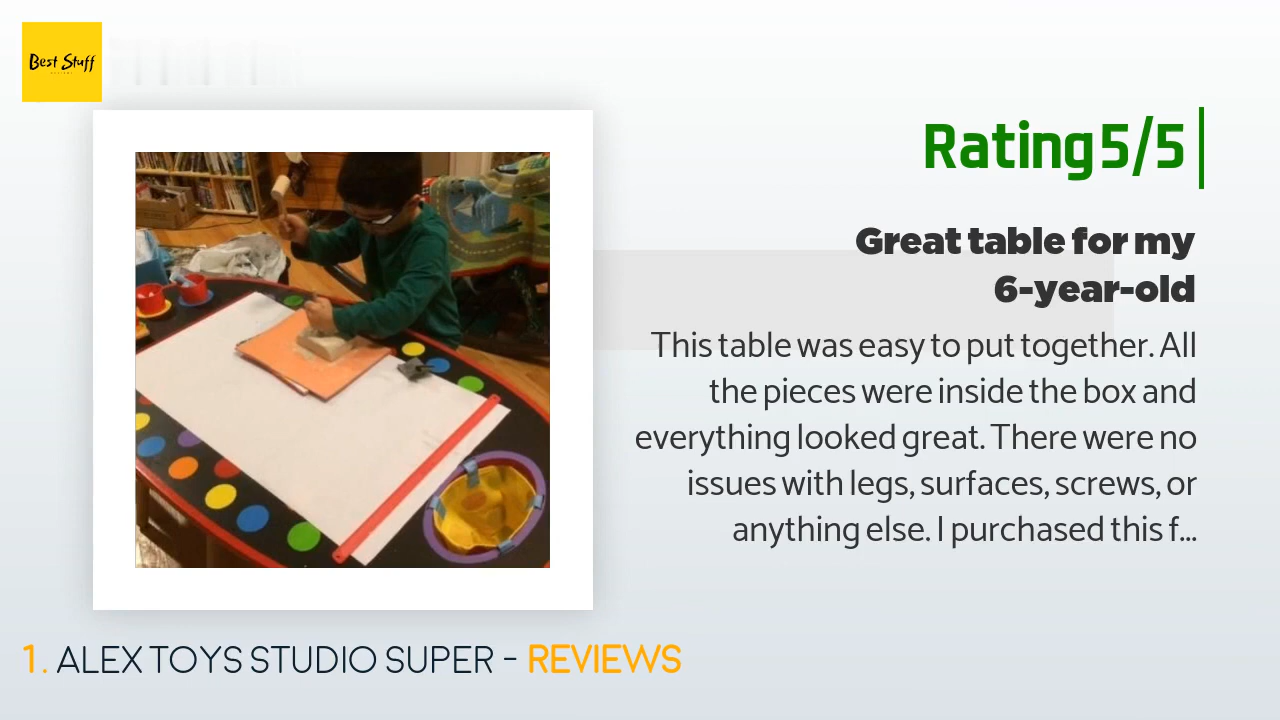 Best Stuff
Rating 5/5
Great table for my
6-year-old
This table was easy to put together. All
the pieces were inside the box and
everything looked great. There were no
issues with legs, surfaces, screws, or
anything else. I purchased this f...
1. ALEX TOYS STUDIO SUPER - REVIEWS